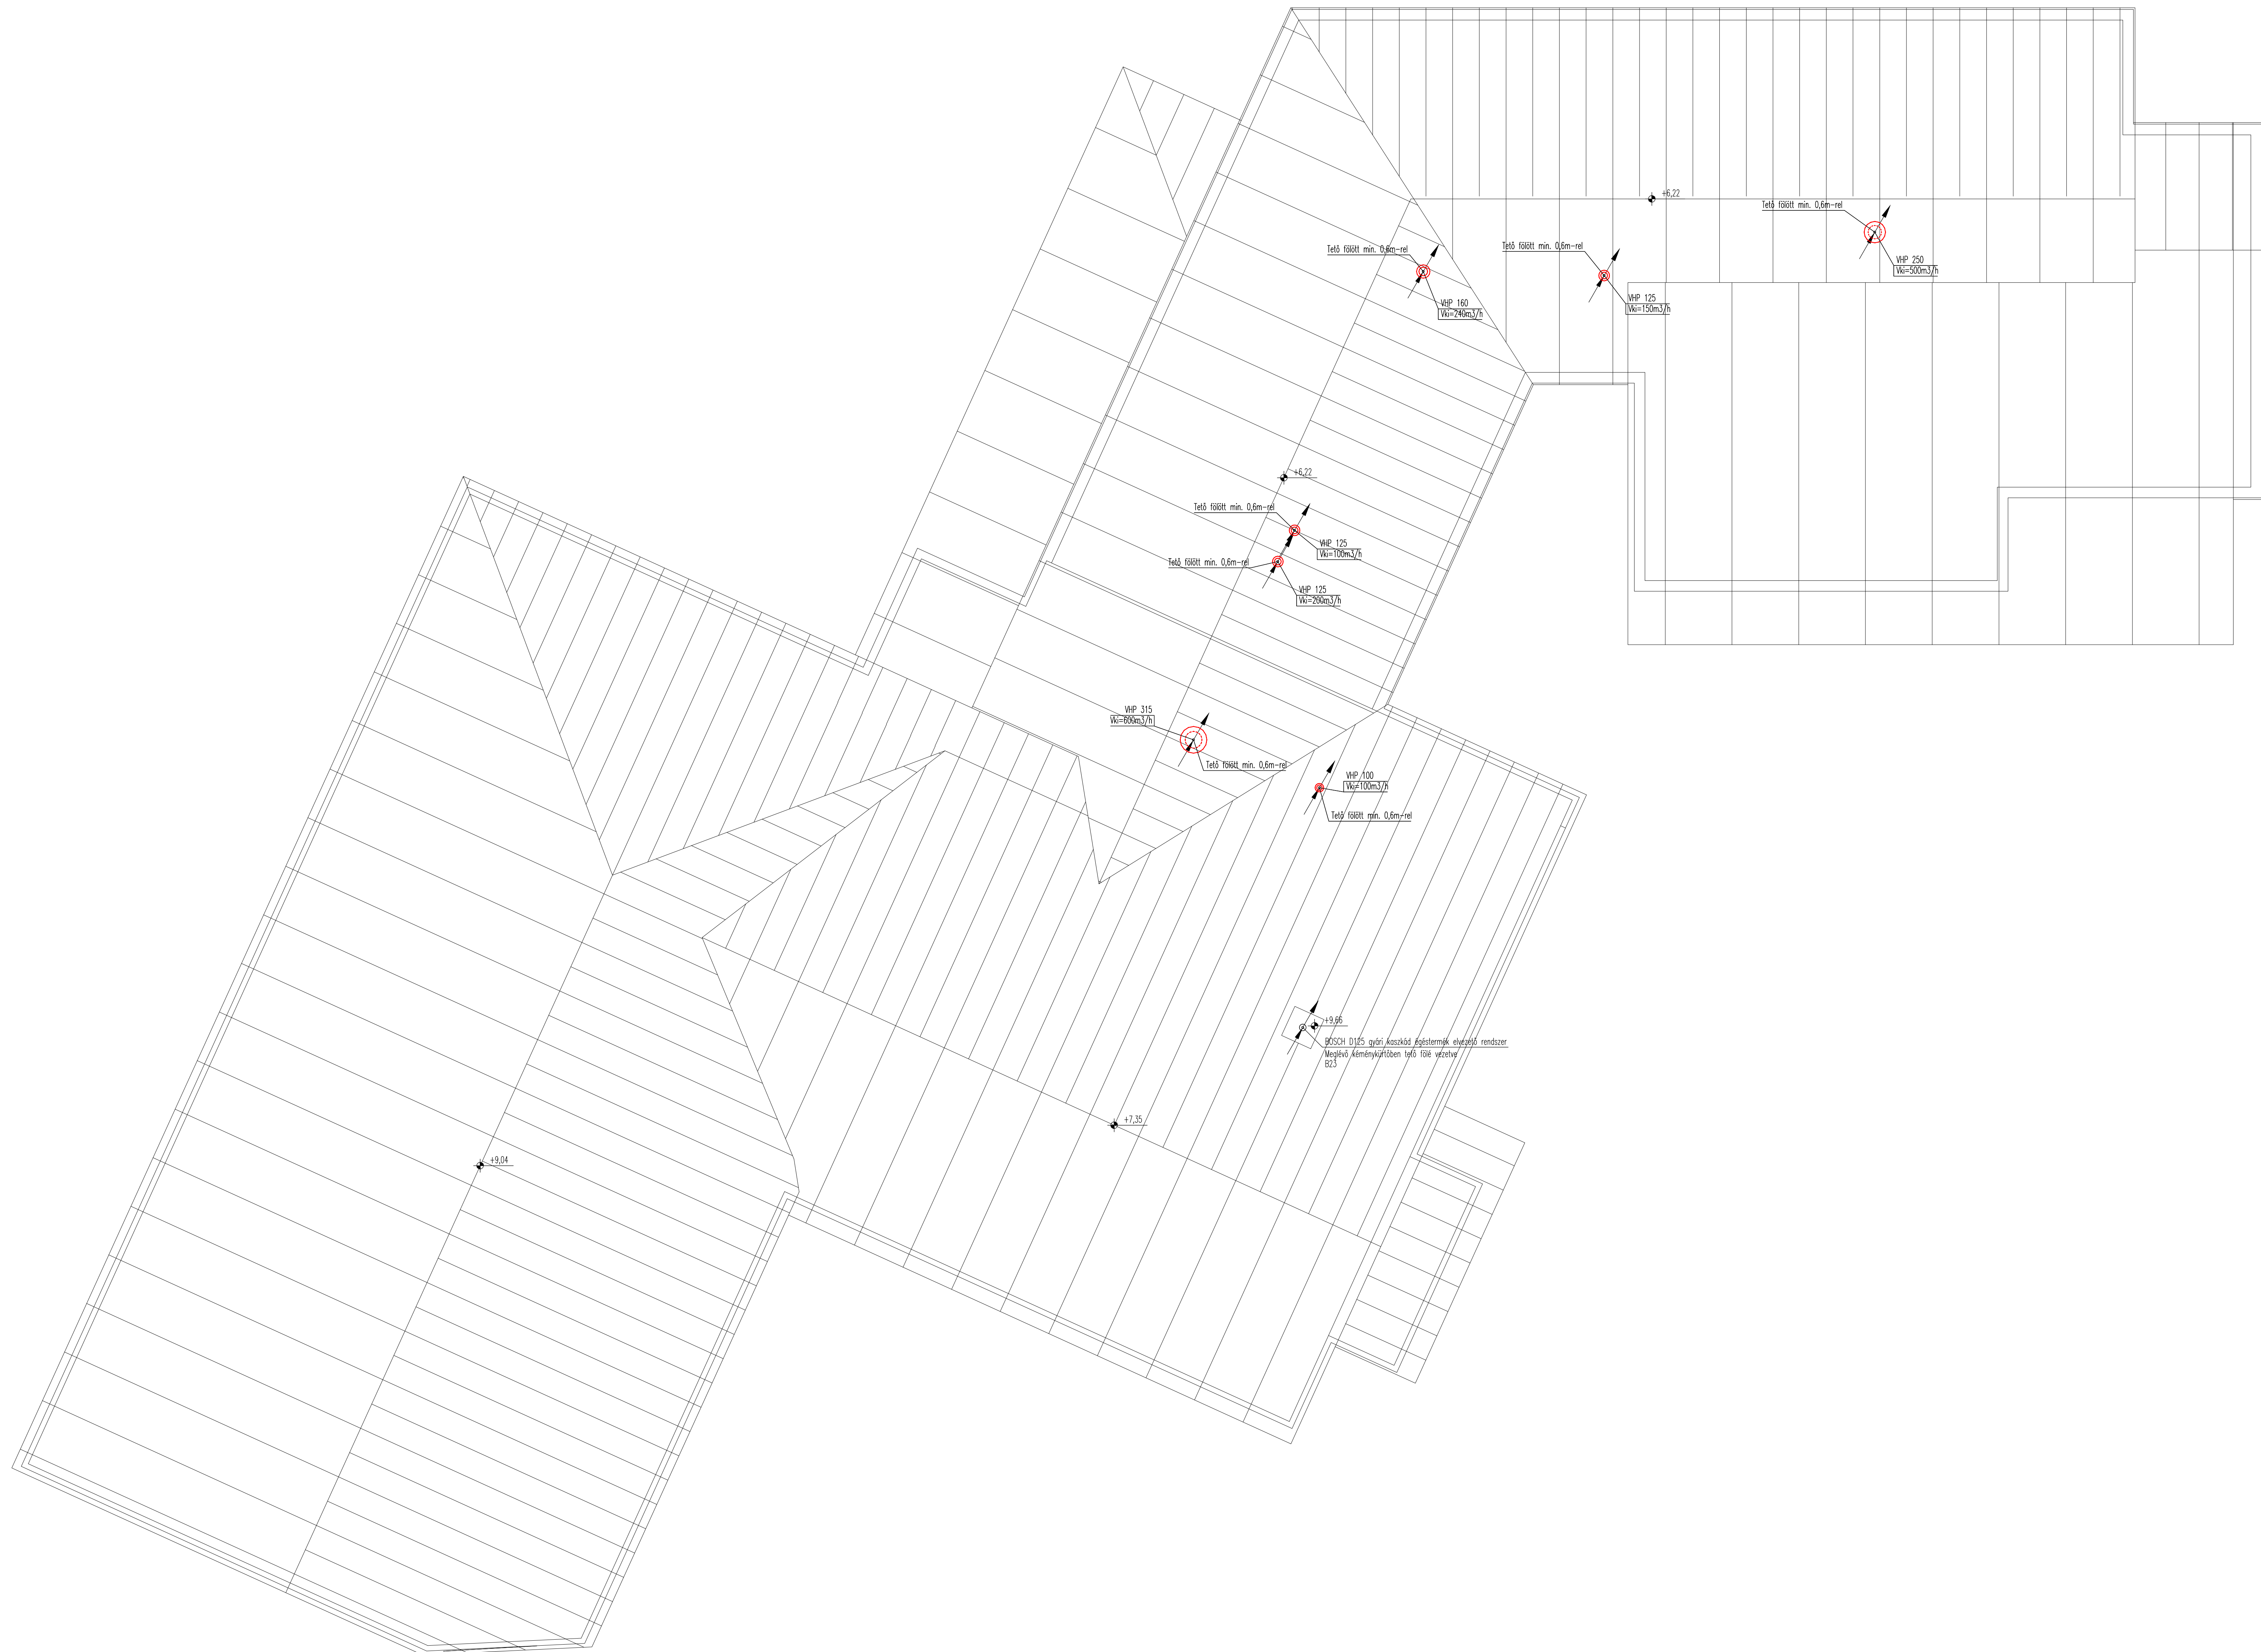 +6,22
Tető fölött min. 0,6m-rel
Tető fölött min. 0,6m-rel
Tető fölött min. 0,6m-rel
VHP 250
Vki=500m3/h
VHP 160
Vki=240m3/h
VHP 125
Vki=150m3/h
+6,22
Tető fölött min. 0,6m-rel
VHP 125
Vki=100m3/h
Tető fölött min. 0,6m-rel
VHP 125
Vki=200m3/h
VHP 315
Vki=600m3/h
Tető fölött min. 0,6m-rel
VHP 100
Vki=100m3/h
Tető fölött min. 0,6m-rel
+9,66
BOSCH D125 gyári kaszkád égéstermék elvezető rendszer
Meglévő kéménykürtőben tető fölé vezetve
B23
+7,35
+9,04